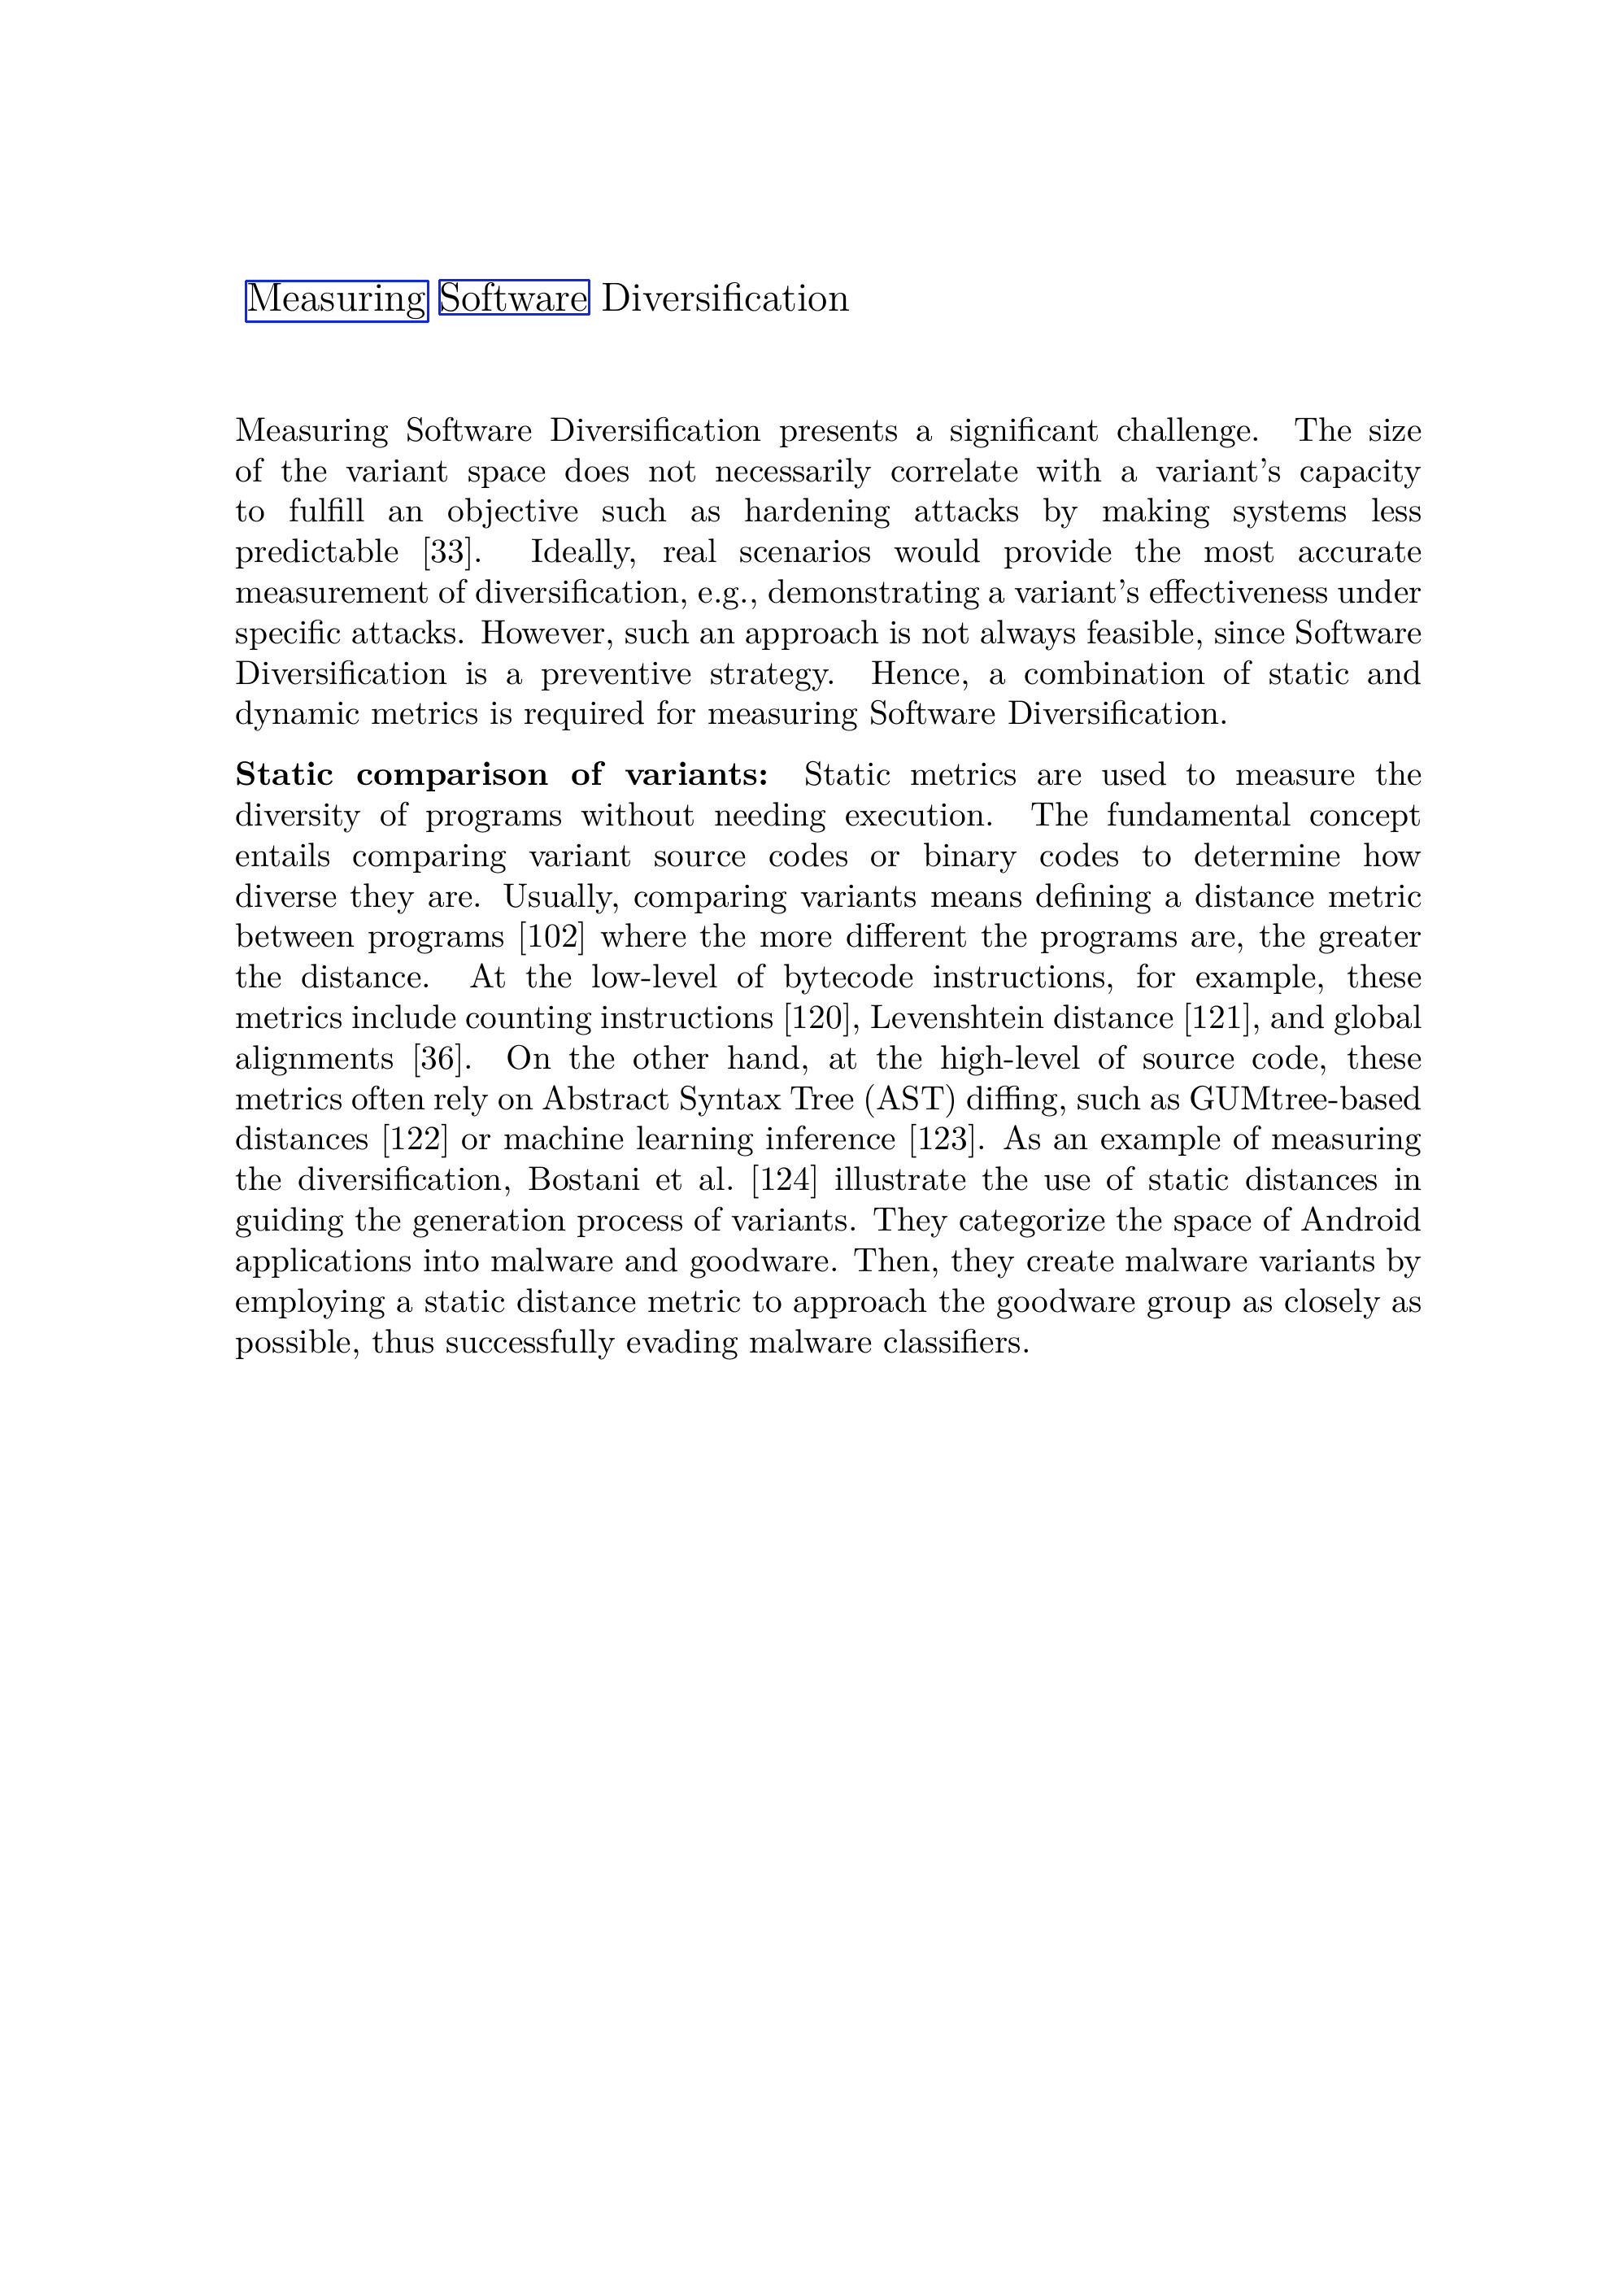 Measuring Software Diversification
Measuring Software Diversification presents a significant challenge. The size
of the variant space does not necessarily correlate with a variant's capacity
to fulfill an objective such as hardening attacks by making systems less
predictable [33]. Ideally, real scenarios would provide the most accurate
measurement of diversification, e.g., demonstrating a variant's effectiveness under
specific attacks. However, such an approach is not always feasible, since Software
Diversification is a preventive strategy. Hence, a combination of static and
dynamic metrics is required for measuring Software Diversification.
Static comparison of variants: Static metrics are used to measure the
diversity of programs without needing execution. The fundamental concept
entails comparing variant source codes or binary codes to determine how
diverse they are. Usually, comparing variants means defining a distance metric
between programs [102] where the more different the programs are, the greater
the distance. At the low-level of bytecode instructions, for example, these
metrics include counting instructions [120], Levenshtein distance [121], and global
alignments [36]. On the other hand, at the high-level of source code, these
metrics often rely on Abstract Syntax Tree (AST) diffing, such as GUMtree-based
distances [122] or machine learning inference [123]. As an example of measuring
the diversification, Bostani et al. [124] illustrate the use of static distances in
guiding the generation process of variants. They categorize the space of Android
applications into malware and goodware. Then, they create malware variants by
employing a static distance metric to approach the goodware group as closely as
possible, thus successfully evading malware classifiers.